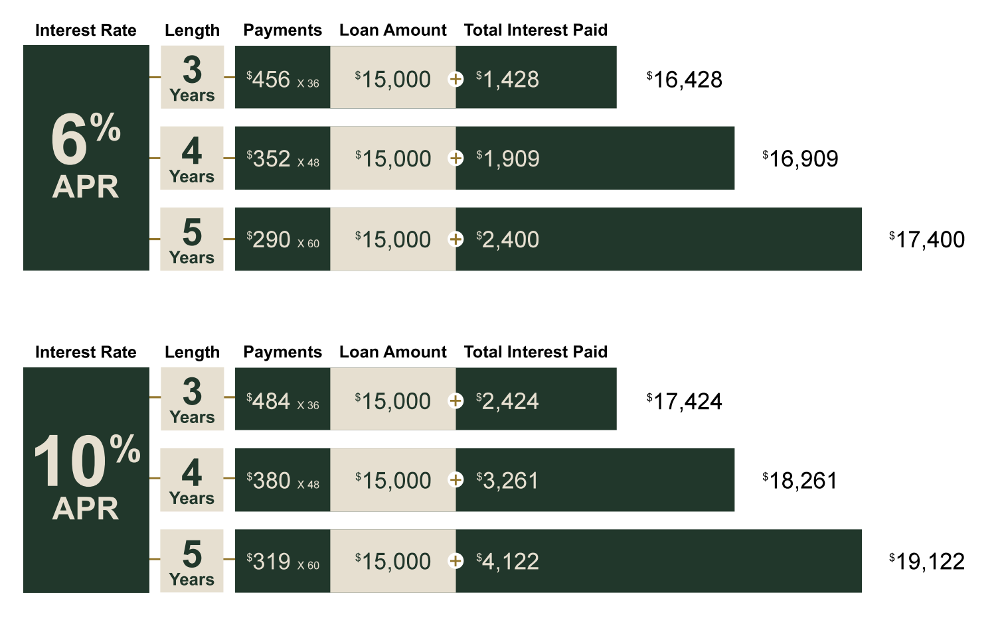 Interest Rate Length Payments Loan Amount Total Interest Paid
6% APR
3 Years $456 X 36 $15,000 + $1,428 $16,428
4 Years $352 X 48 $15,000 + $1,909 $16,909
5 Years $290 X 60 $15,000 + $2,400 $17,400
Interest Rate Length Payments Loan Amount Total Interest Paid
10% APR
3 Years $484 X 36 $15,000 + $2,424 $17,424
4 Years $380 X 48 $15,000 + $3,261 $18,261
5 Years $319 X 60 $15,000 + $4,122 $19,122